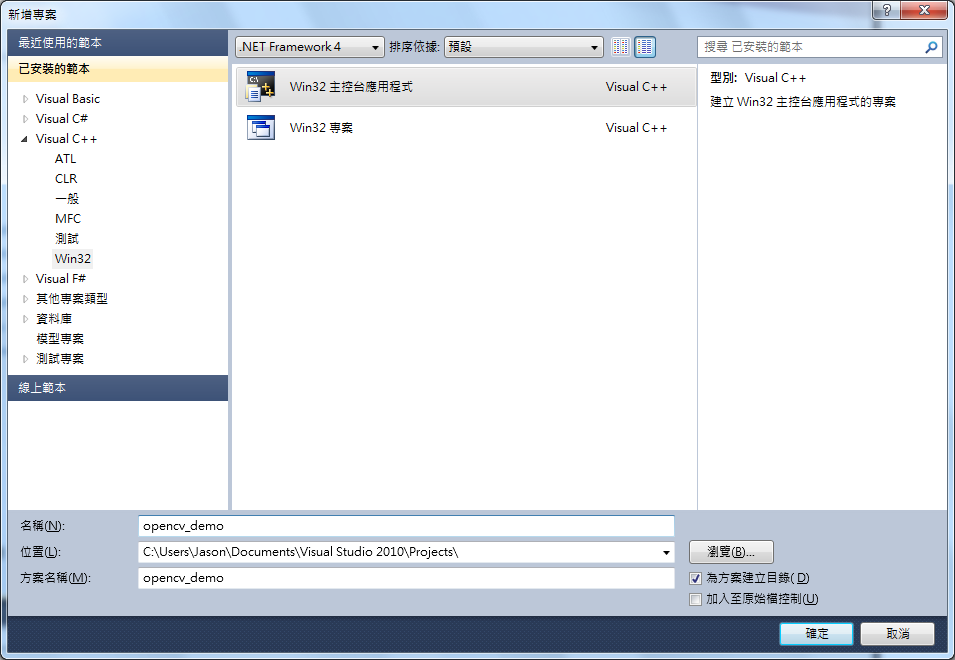 新增專案
最近使用的範本
.NET Framework 4 排序依據: 預設
搜尋 已安裝的範本
已安裝的範本
Visual Basic
Visual C#
Visual C++
ATL
CLR
一般
MFC
測試
Win32
Visual F#
其他專案類型
資料庫
模型專案
測試專案
線上範本
Win32 主控台應用程式 Visual C++
Win32 專案 Visual C++
型別: Visual C++
建立 Win32 主控台應用程式的專案
名稱(N): opencv_demo
位置(L): C:\Users\Jason\Documents\Visual Studio 2010\Projects\ 瀏覽(B)...
方案名稱(M): opencv_demo
為方案建立目錄(D)
加入至原始檔控制(U)
確定 取消